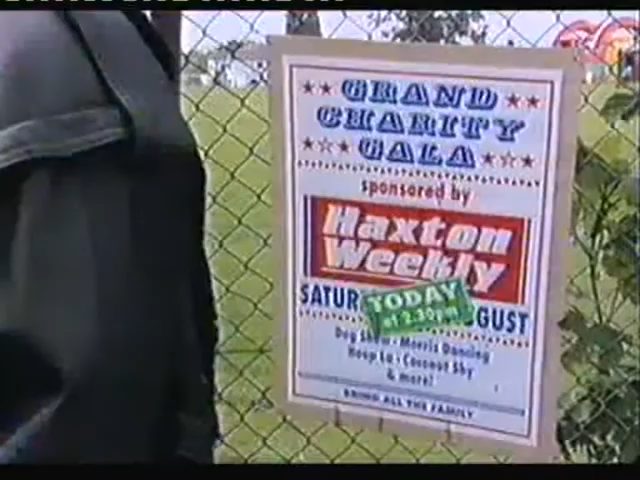 ★★ GRAND ★★
CHARITY
★☆★ GALA ★☆★
sponsored by
Haxton
Weekly
SATUR
TODAY
at 2.30pm
GUST
Dog Show · Morris Dancing
Hoop La · Coconut Shy
& more!
BRING ALL THE FAMILY